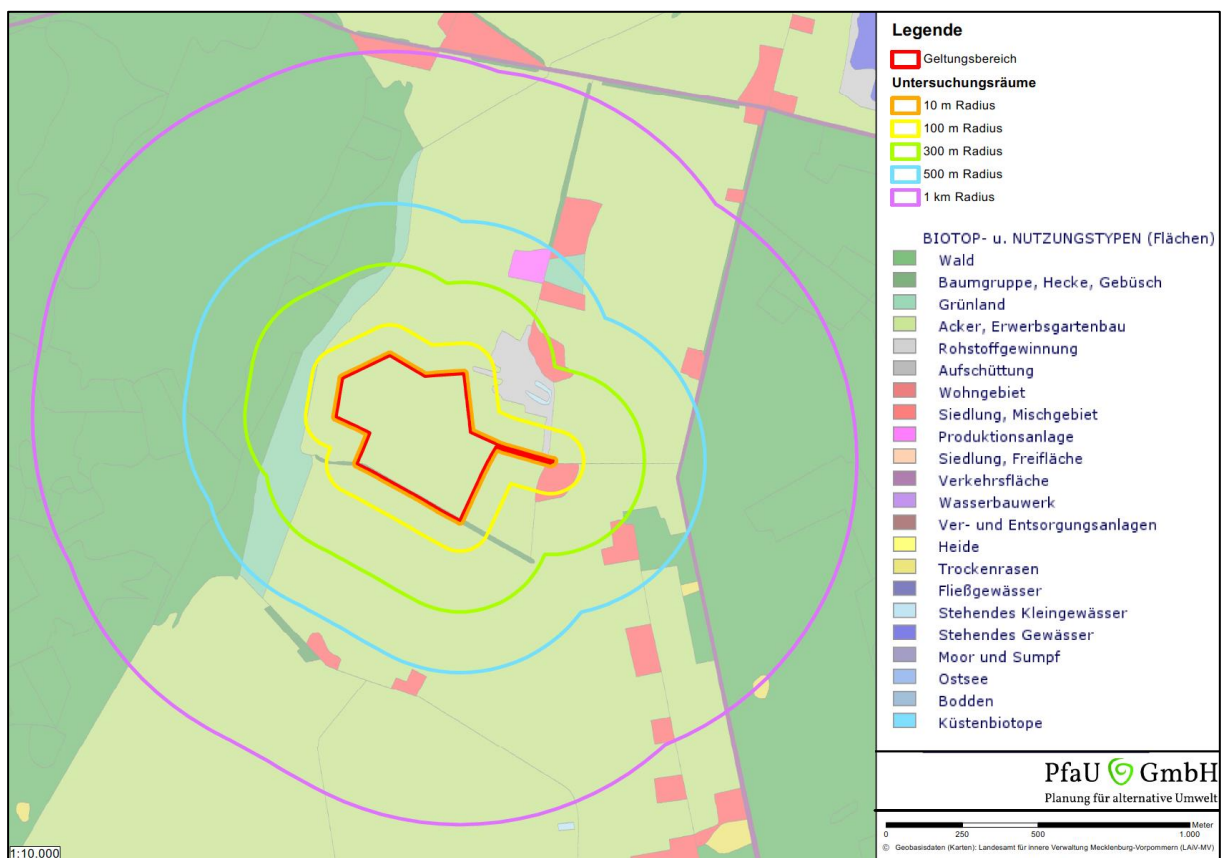 Legende
Geltungsbereich
Untersuchungsräume
10 m Radius
100 m Radius
300 m Radius
500 m Radius
1 km Radius
BIOTOP- u. NUTZUNGSTYPEN (Flächen)
Wald
Baumgruppe, Hecke, Gebüsch
Grünland
Acker, Erwerbsgartenbau
Rohstoffgewinnung
Aufschüttung
Wohngebiet
Siedlung, Mischgebiet
Produktionsanlage
Siedlung, Freifläche
Verkehrsfläche
Wasserbauwerk
Ver- und Entsorgungsanlagen
Heide
Trockenrasen
Fließgewässer
Stehendes Kleingewässer
Stehendes Gewässer
Moor und Sumpf
Ostsee
Bodden
Küstenbiotope
PfaU GmbH
Planung für alternative Umwelt
Meter
0 250 500 1.000
© Geobasisdaten (Karten): Landesamt für innere Verwaltung Mecklenburg-Vorpommern (LAiV-MV)
1:10.000